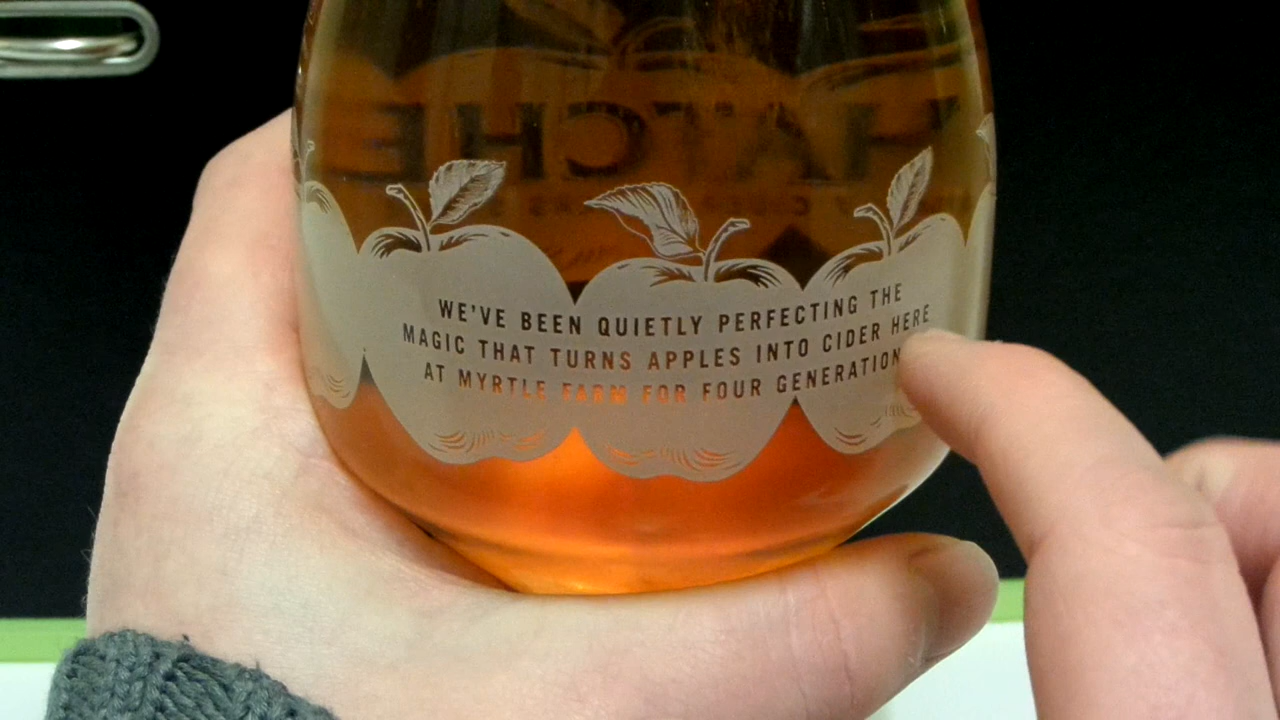 WE'VE BEEN QUIETLY PERFECTING THE
MAGIC THAT TURNS APPLES INTO CIDER HERE
AT MYRTLE FARM FOR FOUR GENERATION